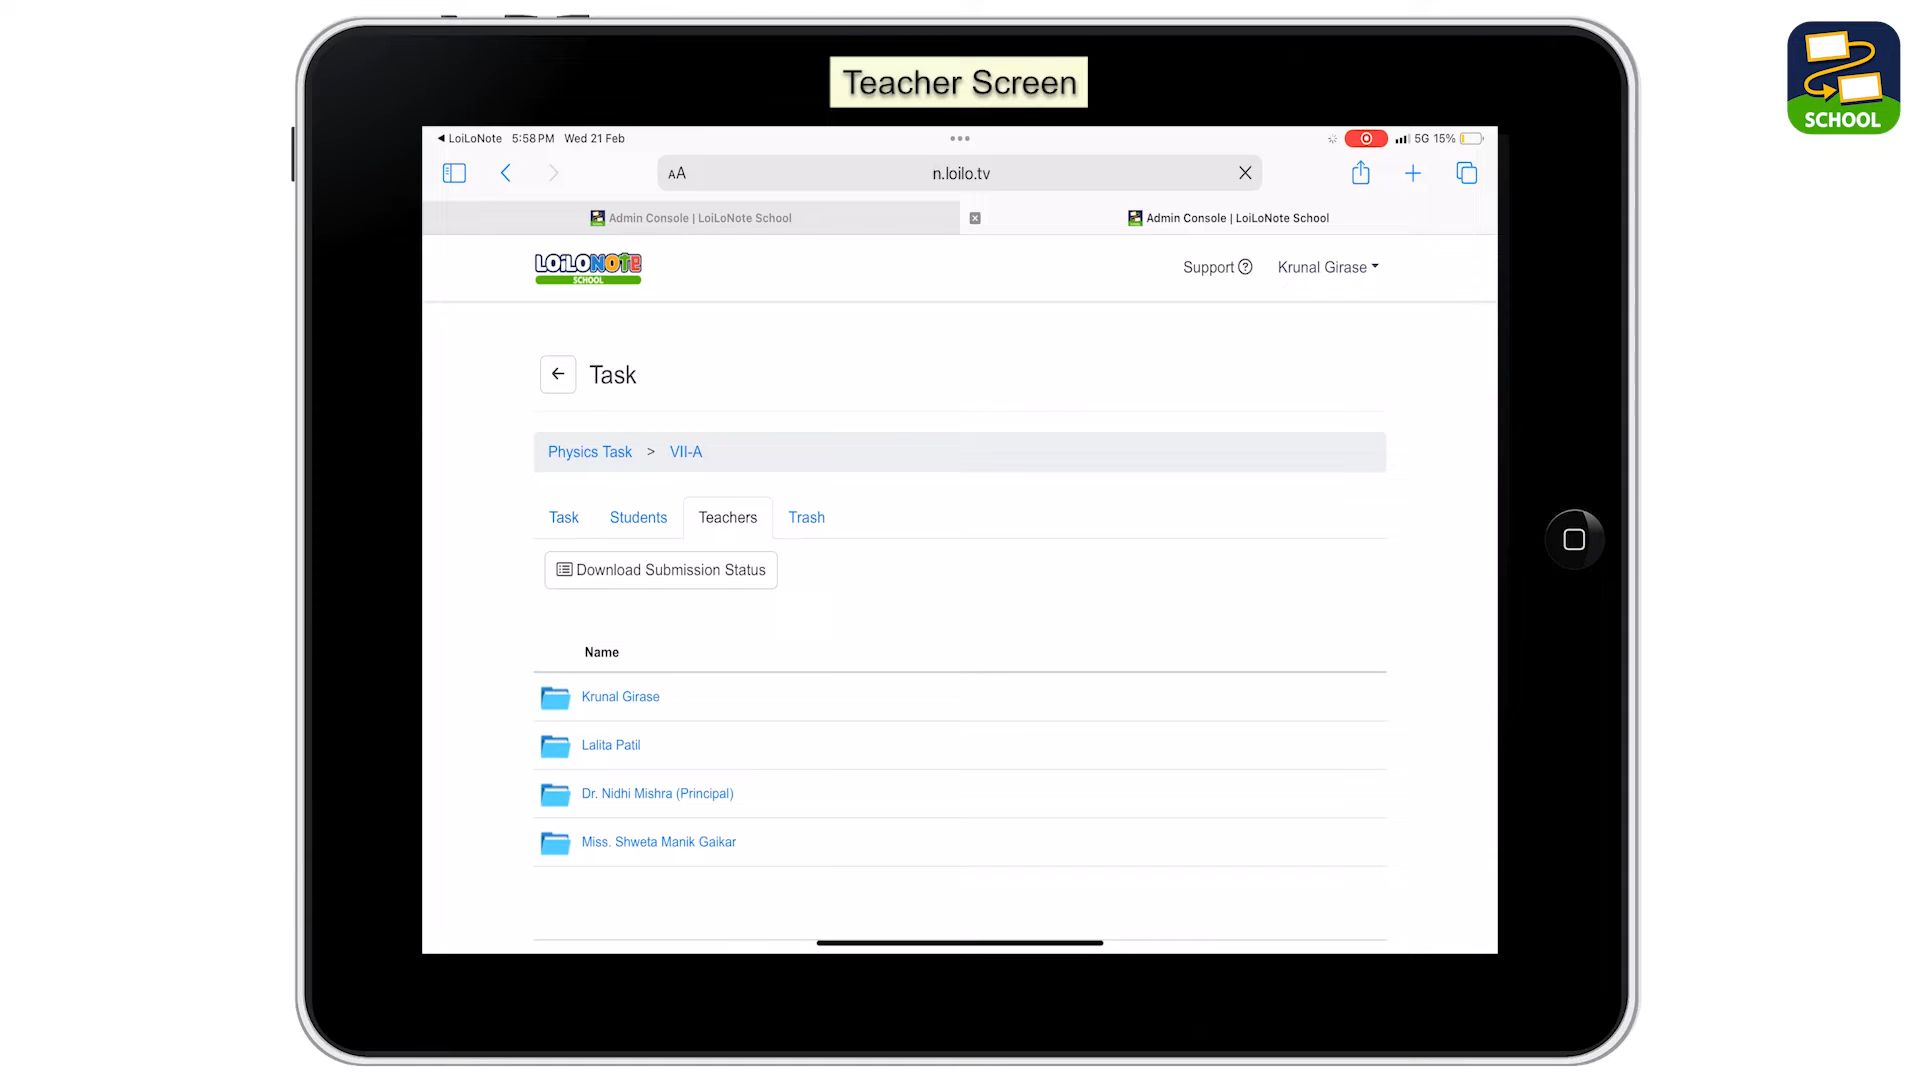 Teacher Screen
SCHOOL
LoiLoNote 5:58 PM Wed 21 Feb
5G 15%
AA n.loilo.tv
Admin Console | LoiLoNote School
Admin Console | LoiLoNote School
LOiLONOTE
SCHOOL
Support
Krunal Girase
Task
Physics Task > VII-A
Task Students Teachers Trash
Download Submission Status
Name
Krunal Girase
Lalita Patil
Dr. Nidhi Mishra (Principal)
Miss. Shweta Manik Gaikar